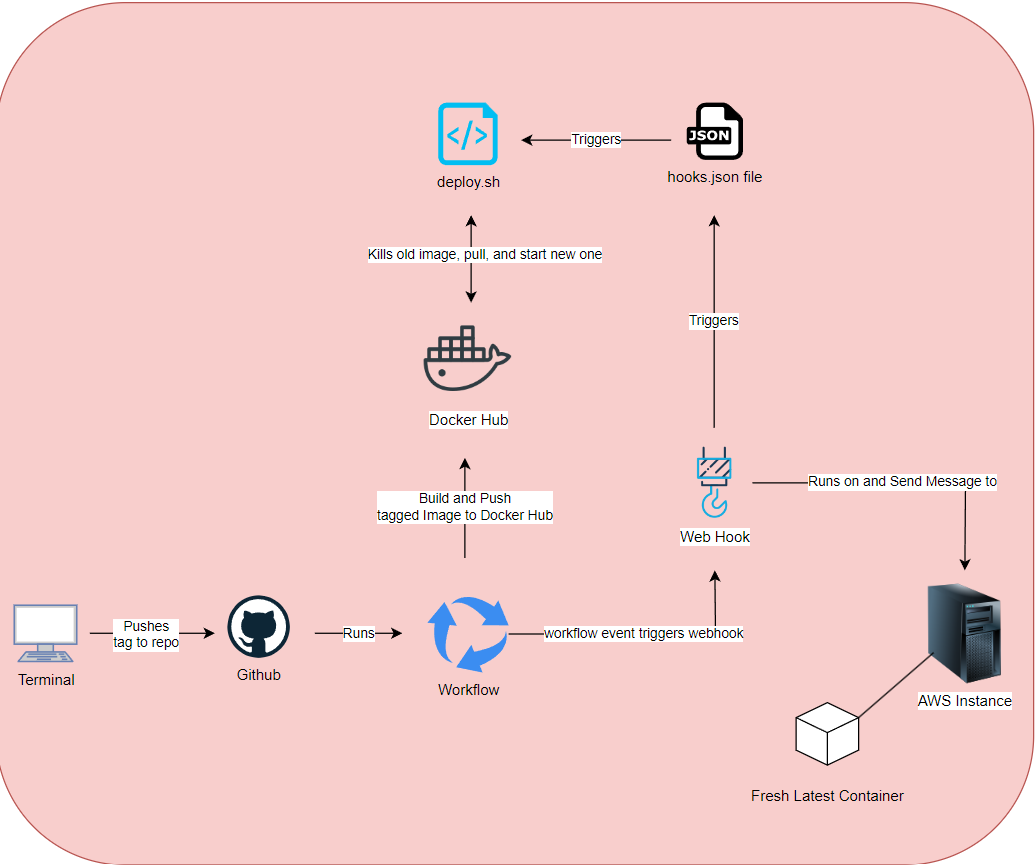 JSON
deploy.sh
Triggers
hooks.json file
Kills old image, pull, and start new one
Triggers
Docker Hub
Build and Push
tagged Image to Docker Hub
Runs on and Send Message to
Web Hook
Pushes
tag to repo
Runs
workflow event triggers webhook
Terminal
Github
Workflow
AWS Instance
Fresh Latest Container